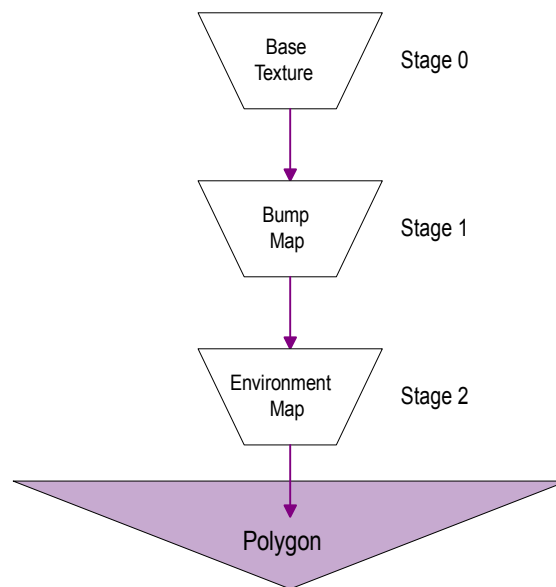 Base
Texture
Stage 0
Bump
Map
Stage 1
Environment
Map
Stage 2
Polygon